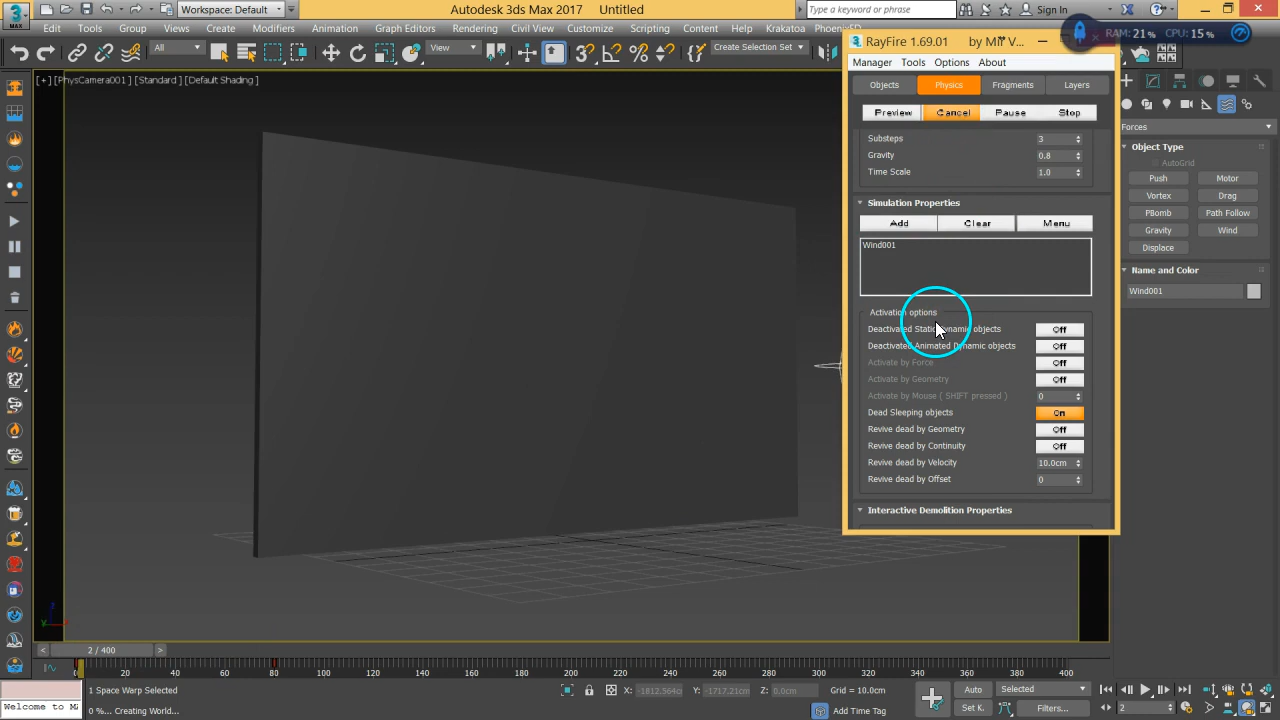 Autodesk 3ds Max 2017 Untitled
Workspace: Default
Type a keyword or phrase
Sign In
MAX
RAM: 21% CPU: 15%
Edit Tools Group Views Create Modifiers Animation Graph Editors Rendering Civil View Customize Scripting Content Help Krakatoa PhoenixFD
All
View
Create Selection Set
[+] [PhysCamera001 ] [Standard ] [Default Shading]
RayFire 1.69.01
Manager Tools Options About
Objects Physics Fragments Layers
Preview Cancel Pause Stop
Substeps 3
Gravity 0.8
Time Scale 1.0
Simulation Properties
Add Clear Menu
Wind001
Activation options
Deactivated Animated Dynamic objects Off
Activate by Force Off
Activate by Geometry Off
Activate by Mouse ( SHIFT pressed ) 0
Dead Sleeping objects On
Revive dead by Geometry Off
Revive dead by Continuity Off
Revive dead by Velocity 10.0cm
Revive dead by Offset 0
Interactive Demolition Properties
Forces
Object Type
AutoGrid
Push Motor
Vortex Drag
PBomb Path Follow
Gravity Wind
Displace
Name and Color
Wind001
2 / 400
0 20 40 60 80 100 120 140 160 180 200 220 240 260 280 300 320 340 360 380 400
1 Space Warp Selected
X: -1812.564cm Y: -1717.21cm Z: 0.0cm Grid = 10.0cm
Auto Selected
Welcome to
0 %... Creating World...
Add Time Tag
Set K. Filters...
2